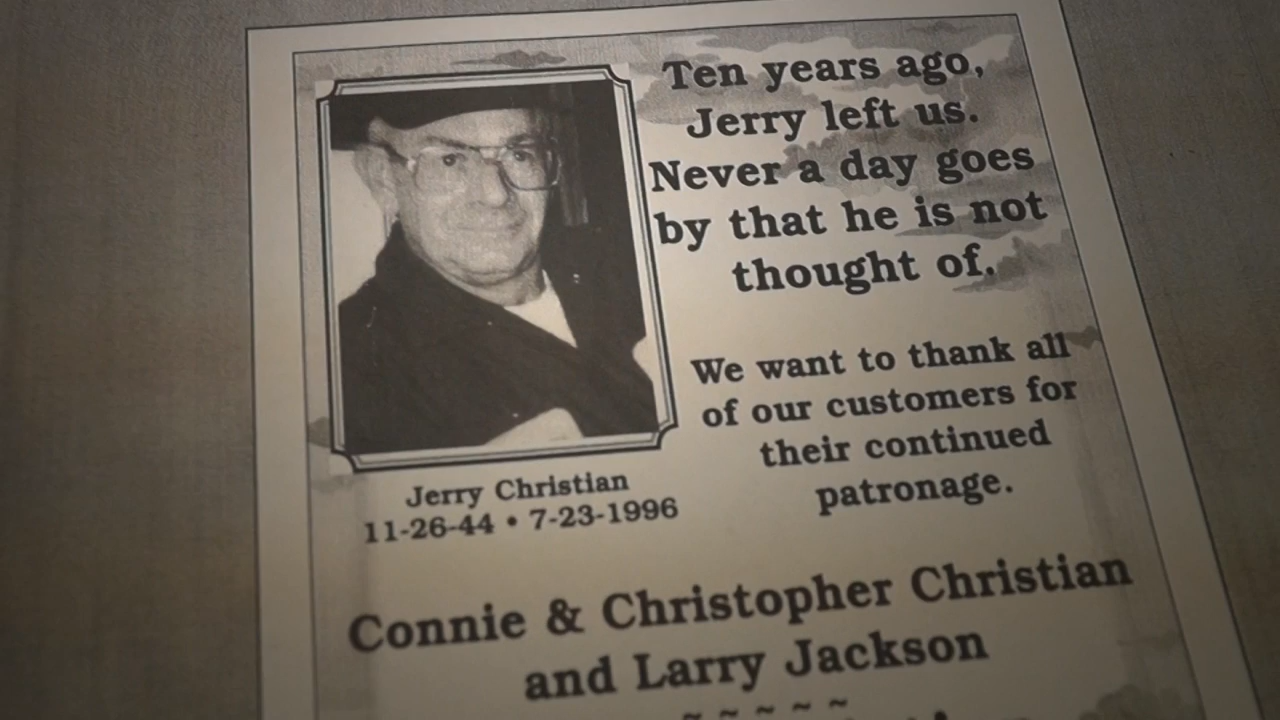 Ten years ago,
Jerry left us.
Never a day goes
by that he is not
thought of.
We want to thank all
of our customers for
their continued
patronage.
Jerry Christian
11-26-44 • 7-23-1996
Connie & Christopher Christian
and Larry Jackson
~ ~ ~ ~ ~